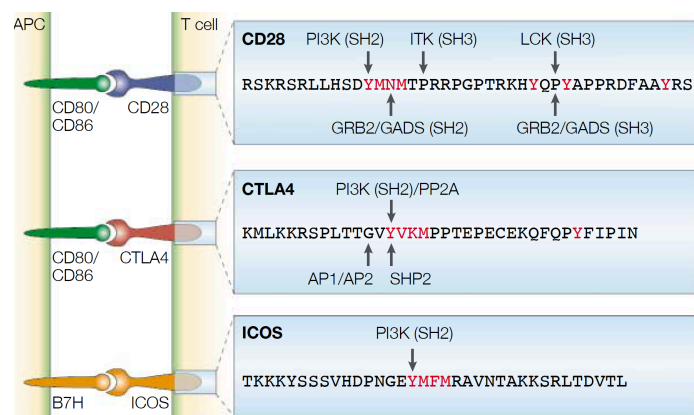 APC
T cell
CD28
PI3K (SH2)
ITK (SH3)
LCK (SH3)
RSKRSRLLHSDYMNMTPRRPGPTRKHYQPYAPPRDFAAYRS
GRB2/GADS (SH2)
GRB2/GADS (SH3)
CD80/
CD86
CD28
CTLA4
PI3K (SH2)/PP2A
KMLKKRSPLTTGVYVKMPPTEPECEKQFQPYFIPIN
AP1/AP2
SHP2
CD80/
CD86
CTLA4
ICOS
PI3K (SH2)
TKKKYSSSVHDPNGEYMFMRAVNTAKKSRLTDVTL
B7H
ICOS